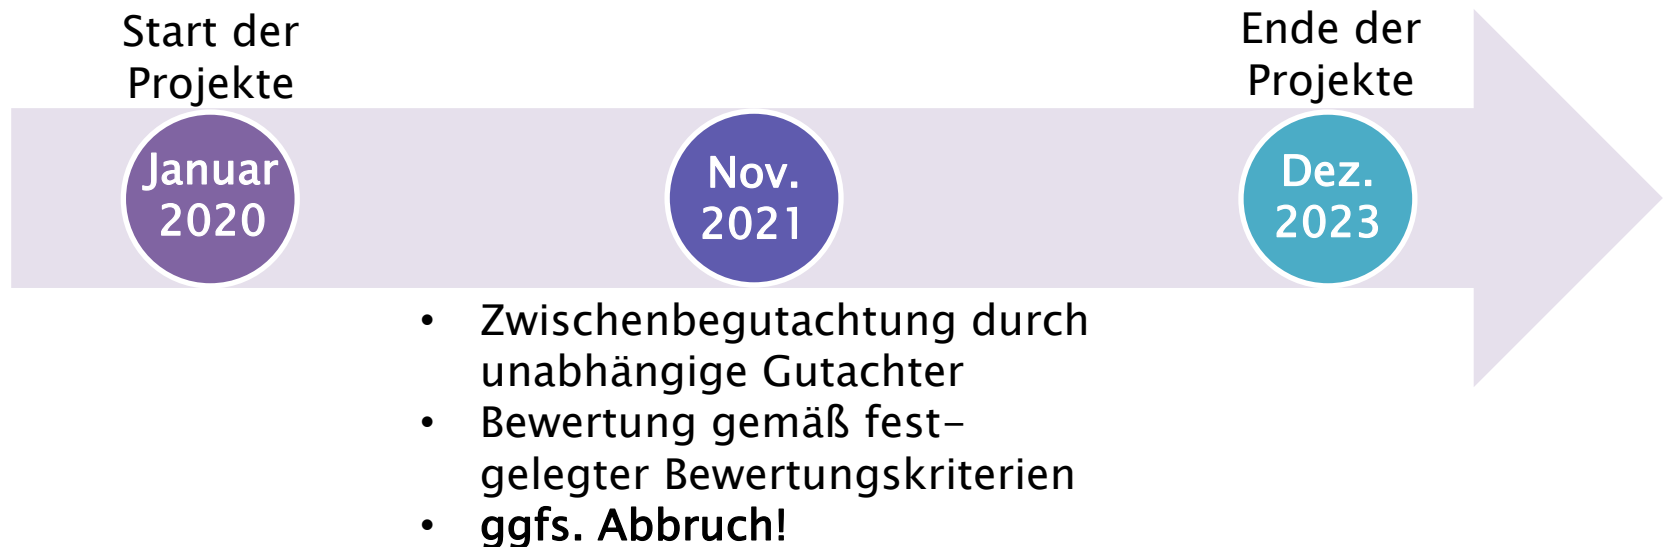 Start der
Projekte
Ende der
Projekte
Januar
2020
Nov.
2021
Dez.
2023
• Zwischenbegutachtung durch
unabhängige Gutachter
• Bewertung gemäß fest-
gelegter Bewertungskriterien
• ggfs. Abbruch!